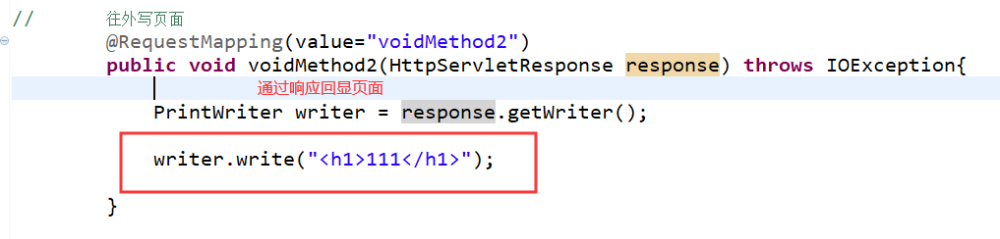 // 往外写页面
@RequestMapping(value="voidMethod2")
public void voidMethod2(HttpServletResponse response) throws IOException{
通过响应回显页面
PrintWriter writer = response.getWriter();
writer.write("<h1>111</h1>");
}